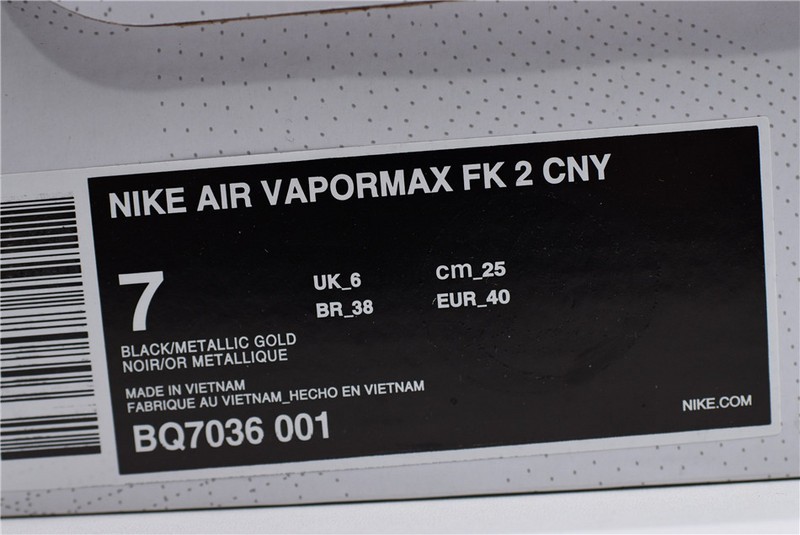 NIKE AIR VAPORMAX FK 2 CNY
7
UK_6 cm_25
BR_38 EUR_40
BLACK/METALLIC GOLD
NOIR/OR METALLIQUE
MADE IN VIETNAM
FABRIQUE AU VIETNAM_HECHO EN VIETNAM
BQ7036 001
NIKE.COM